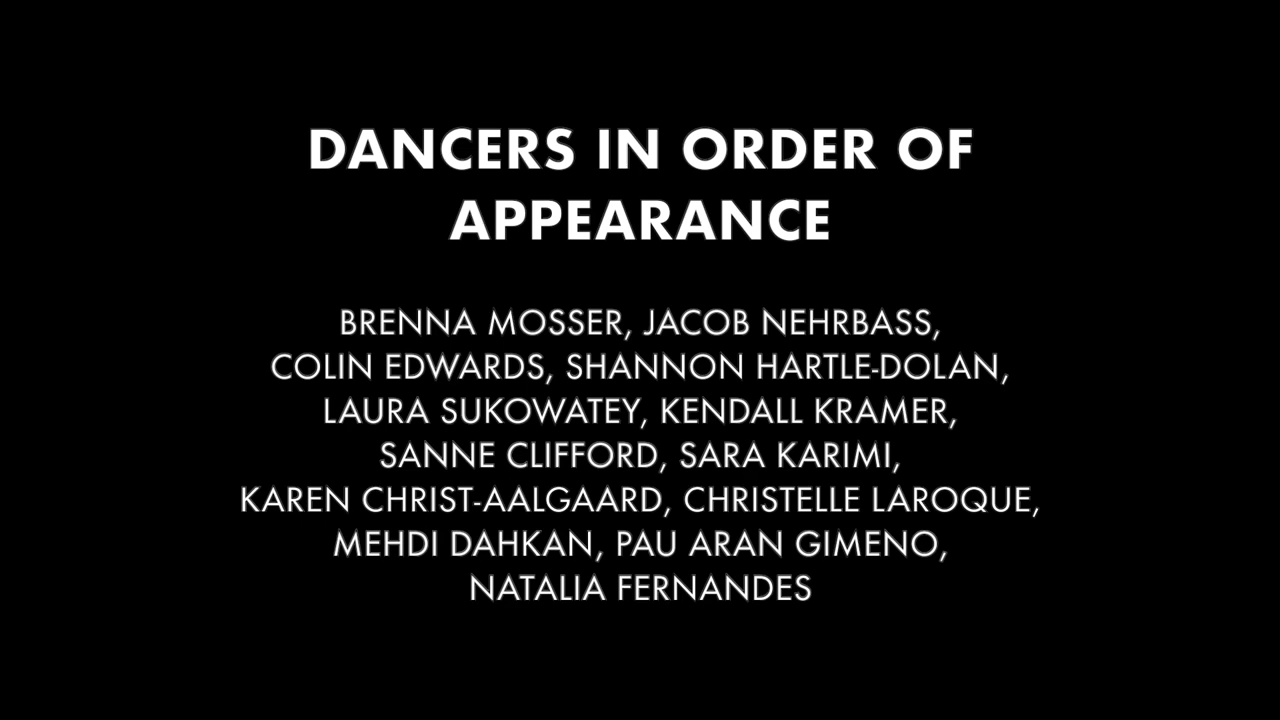 DANCERS IN ORDER OF
APPEARANCE
BRENNA MOSSER, JACOB NEHRBASS,
COLIN EDWARDS, SHANNON HARTLE-DOLAN,
LAURA SUKOWATEY, KENDALL KRAMER,
SANNE CLIFFORD, SARA KARIMI,
KAREN CHRIST-AALGAARD, CHRISTELLE LAROQUE,
MEHDI DAHKAN, PAU ARAN GIMENO,
NATALIA FERNANDES